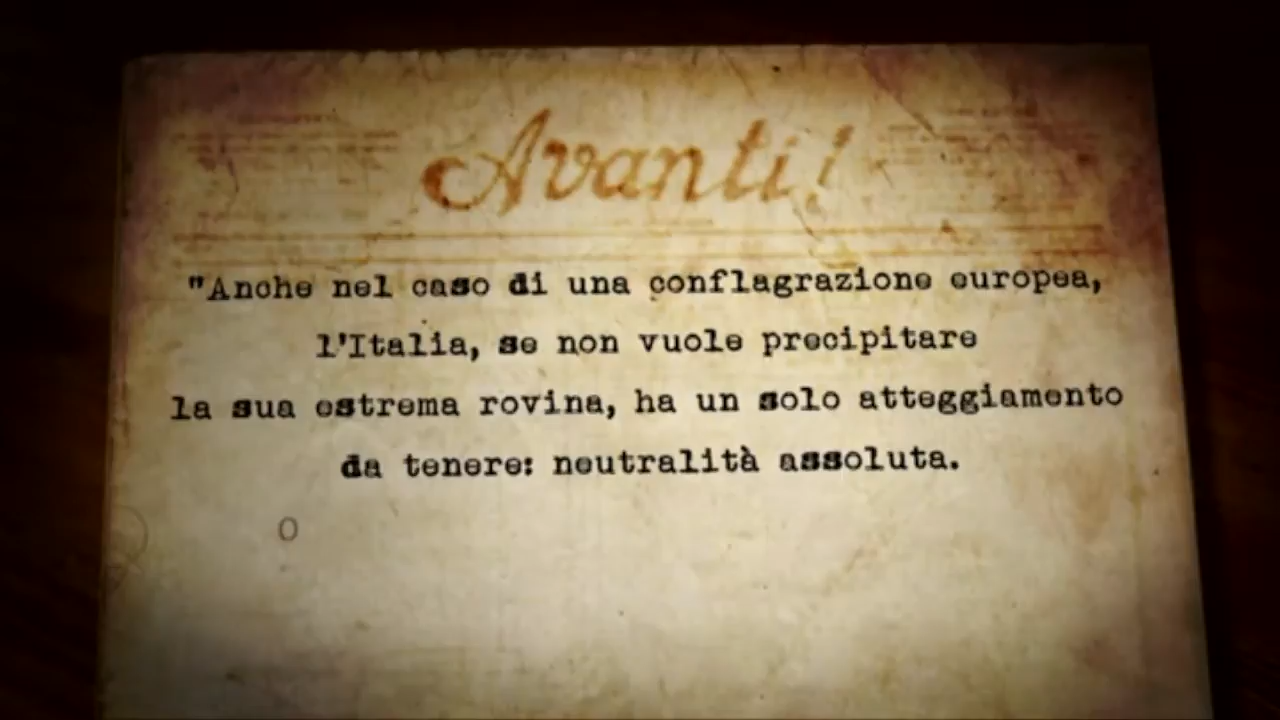 Avanti!
"Anche nel caso di una conflagrazione europea,
l'Italia, se non vuole precipitare
la sua estrema rovina, ha un solo atteggiamento
da tenere: neutralità assoluta.
O